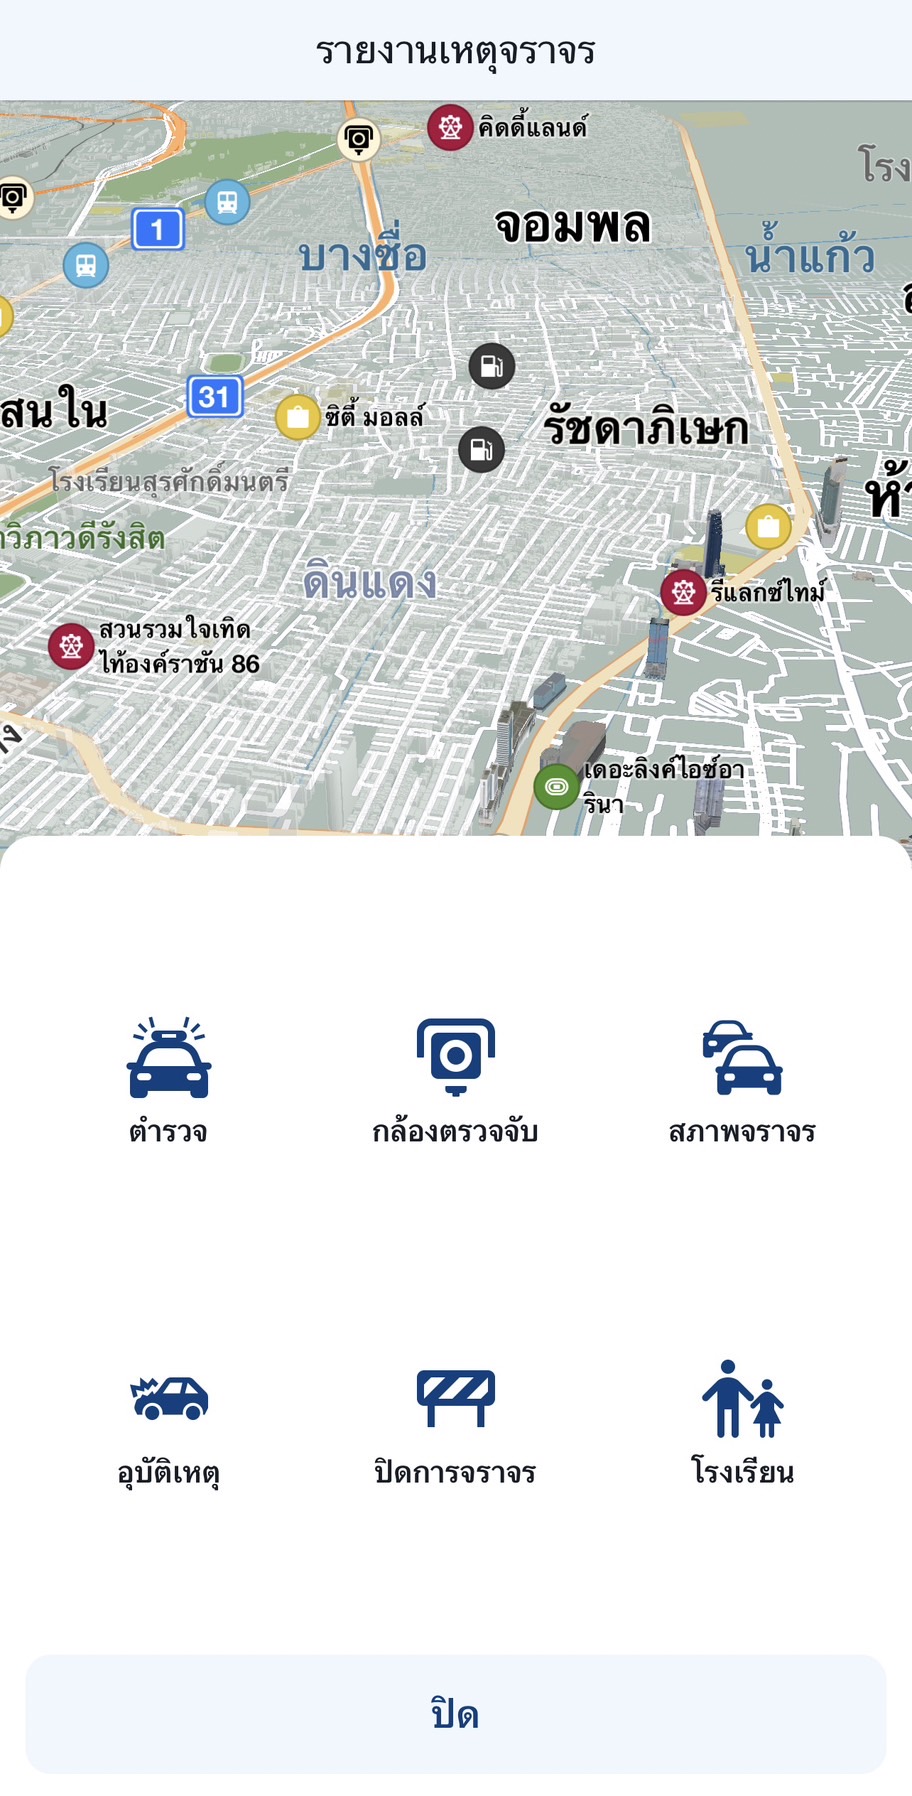 รายงานเหตุจราจร
คิดดี้แลนด์
โรง
1
จอมพล
บางซื่อ
น้ำแก้ว
31
สนใน
ซิตี้ มอลล์
รัชดาภิเษก
โรงเรียนสุรศักดิ์มนตรี
ห้า
วิภาวดีรังสิต
ดินแดง
รีแลกซ์ไทม์
สวนรวมใจเทิด
ไท้องค์ราชัน 86
เดอะลิงค์ไอซ์อา
รินา
ตำรวจ
กล้องตรวจจับ
สภาพจราจร
อุบัติเหตุ
ปิดการจราจร
โรงเรียน
ปิด